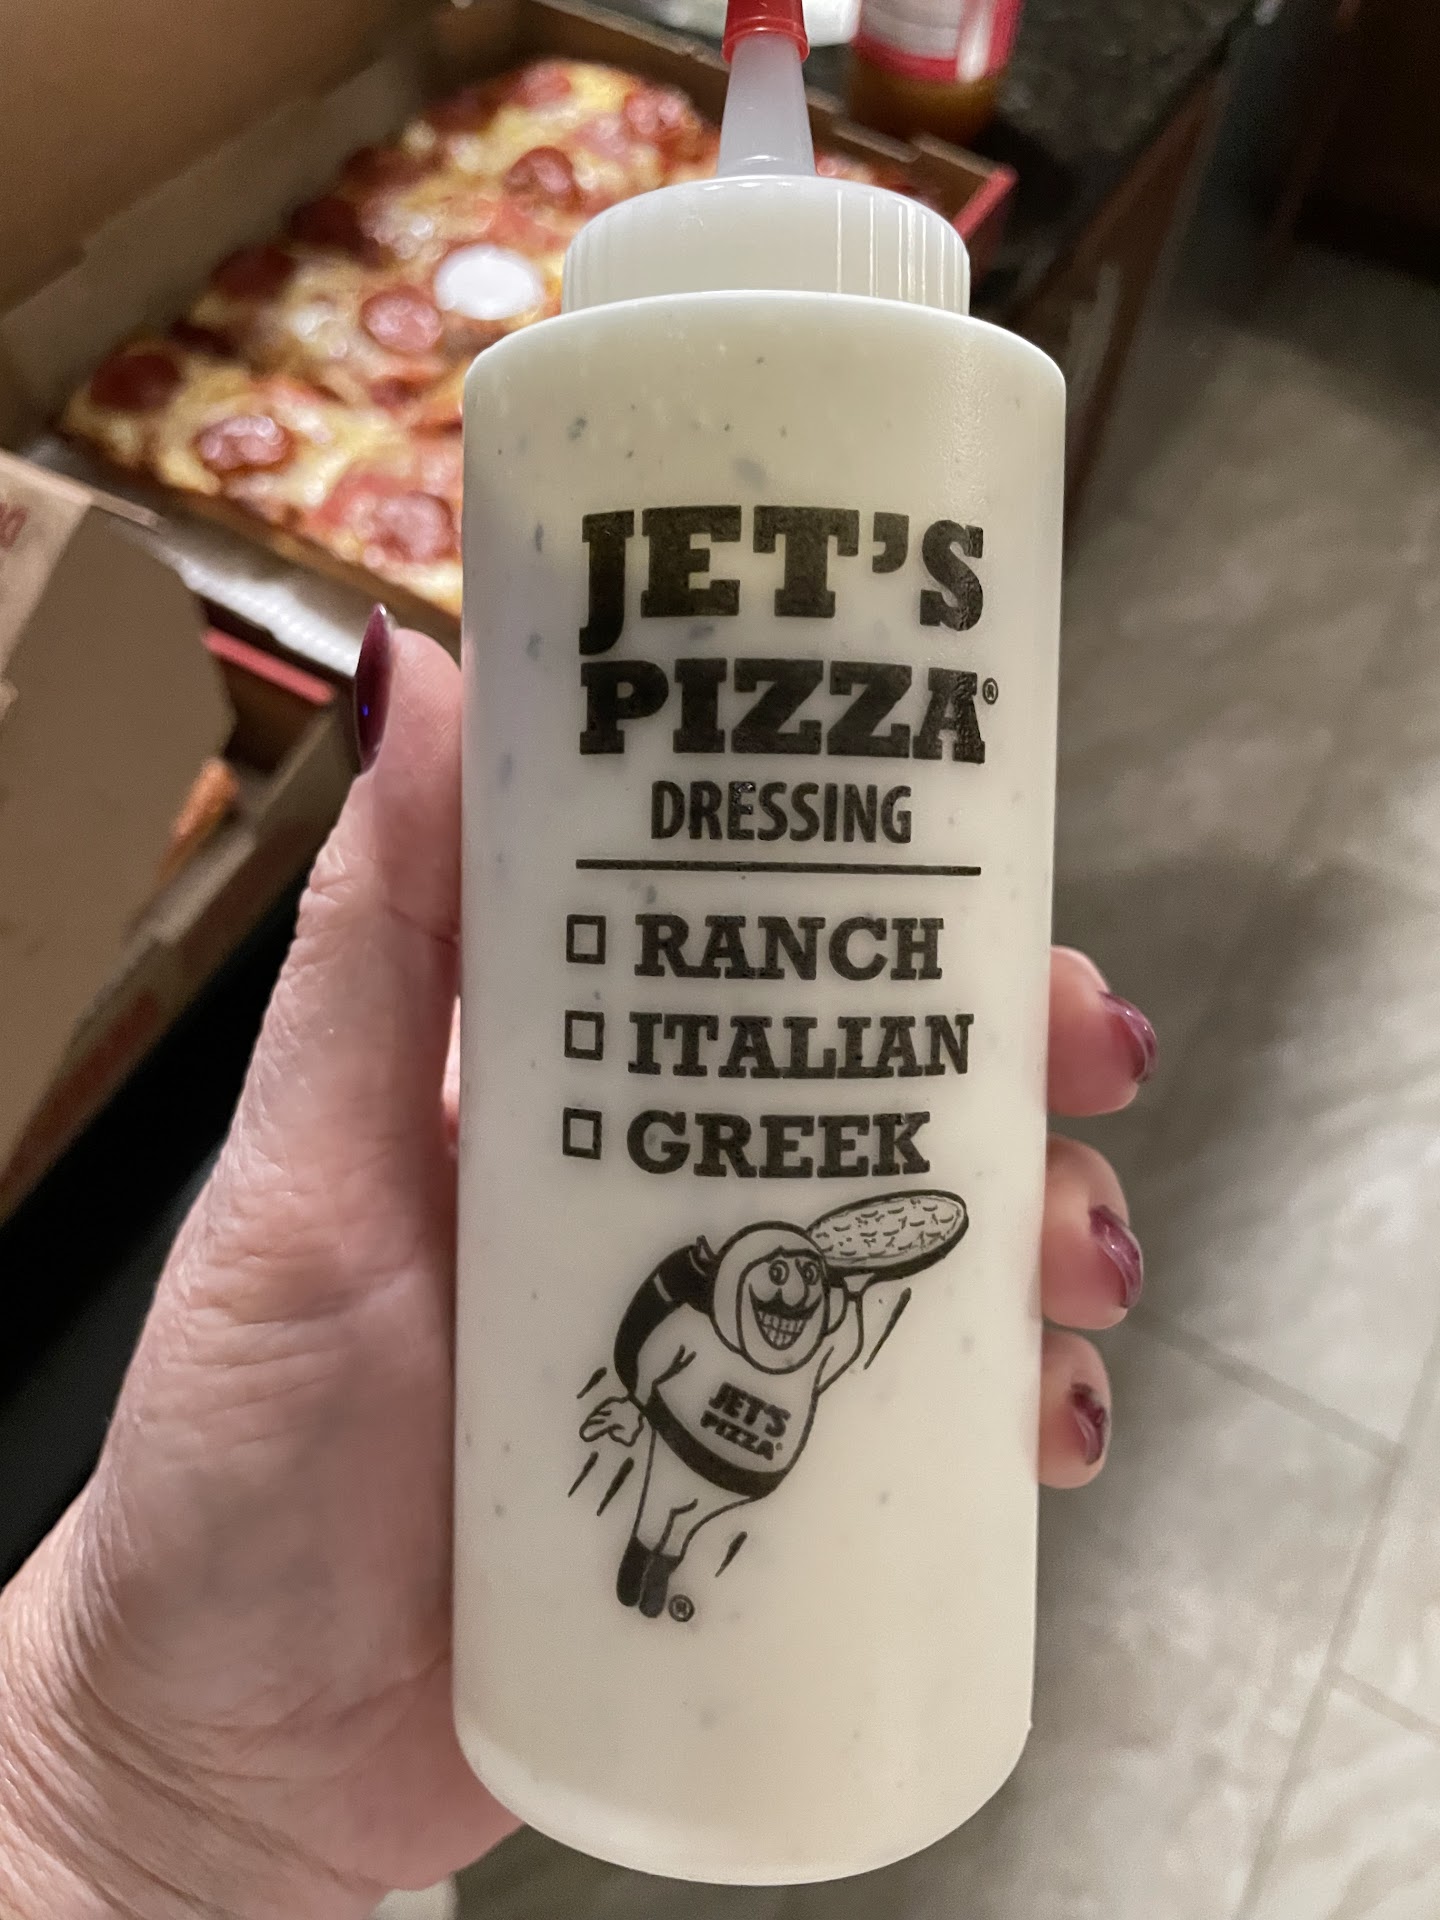 JET'S
PIZZA®
DRESSING
☐ RANCH
☐ ITALIAN
☐ GREEK
JET'S
PIZZA®
®